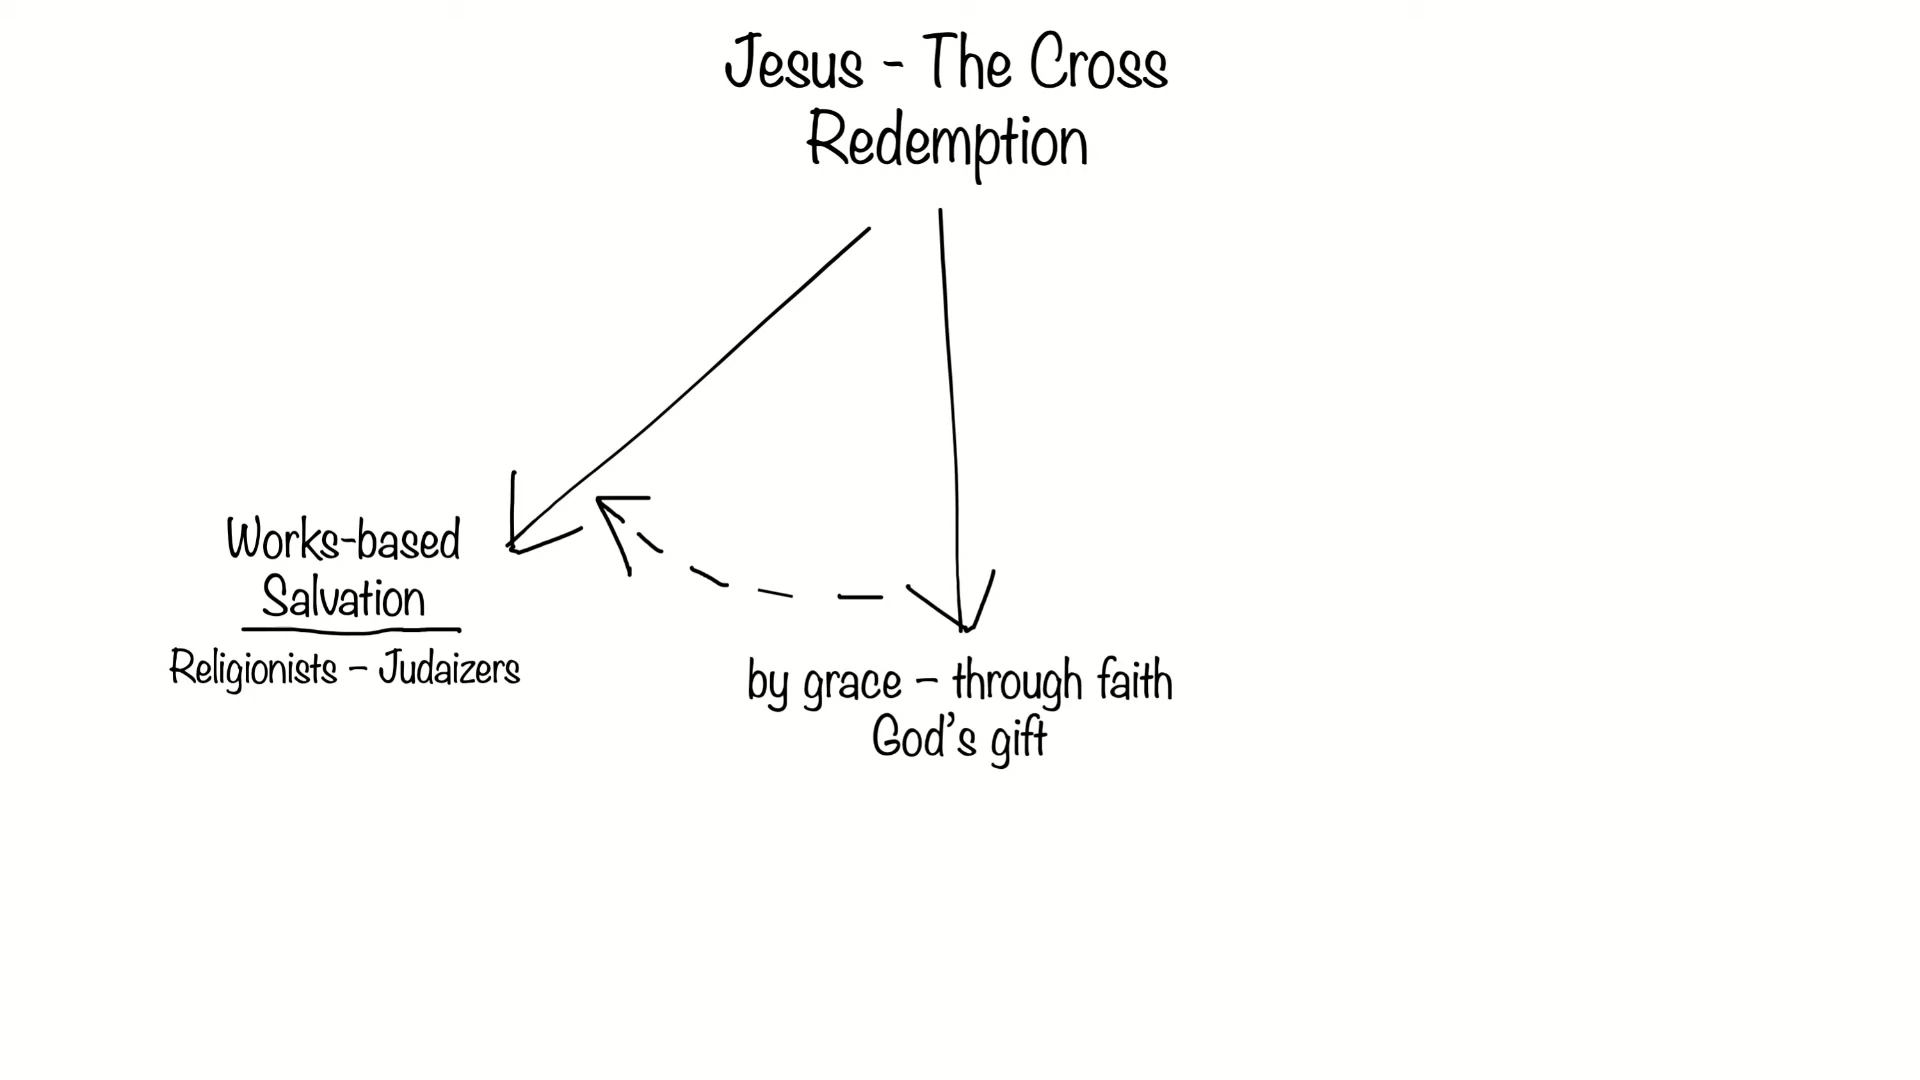 Jesus - The Cross
Redemption
Works-based
Salvation
Religionists – Judaizers
by grace – through faith
God's gift